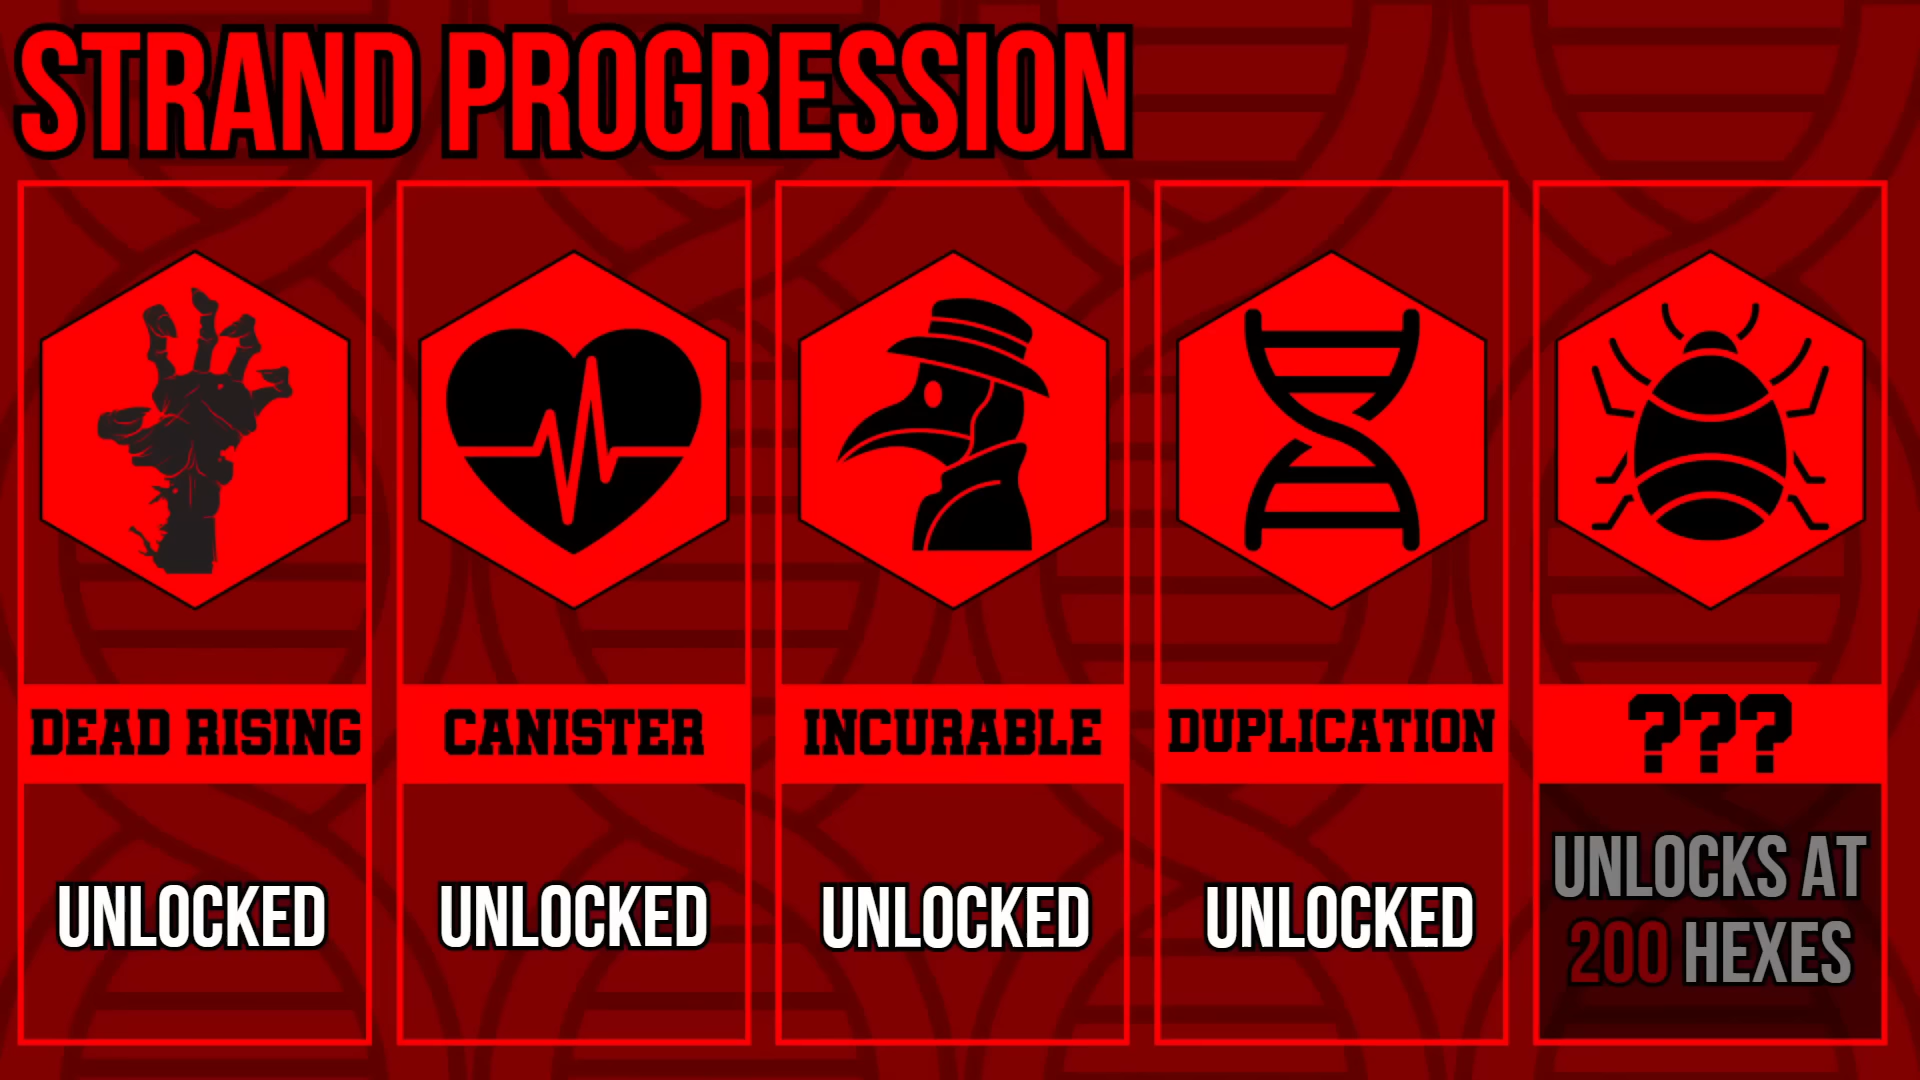 STRAND PROGRESSION
DEAD RISING
CANISTER
INCURABLE
DUPLICATION
???
UNLOCKED
UNLOCKED
UNLOCKED
UNLOCKED
UNLOCKS AT
200 HEXES